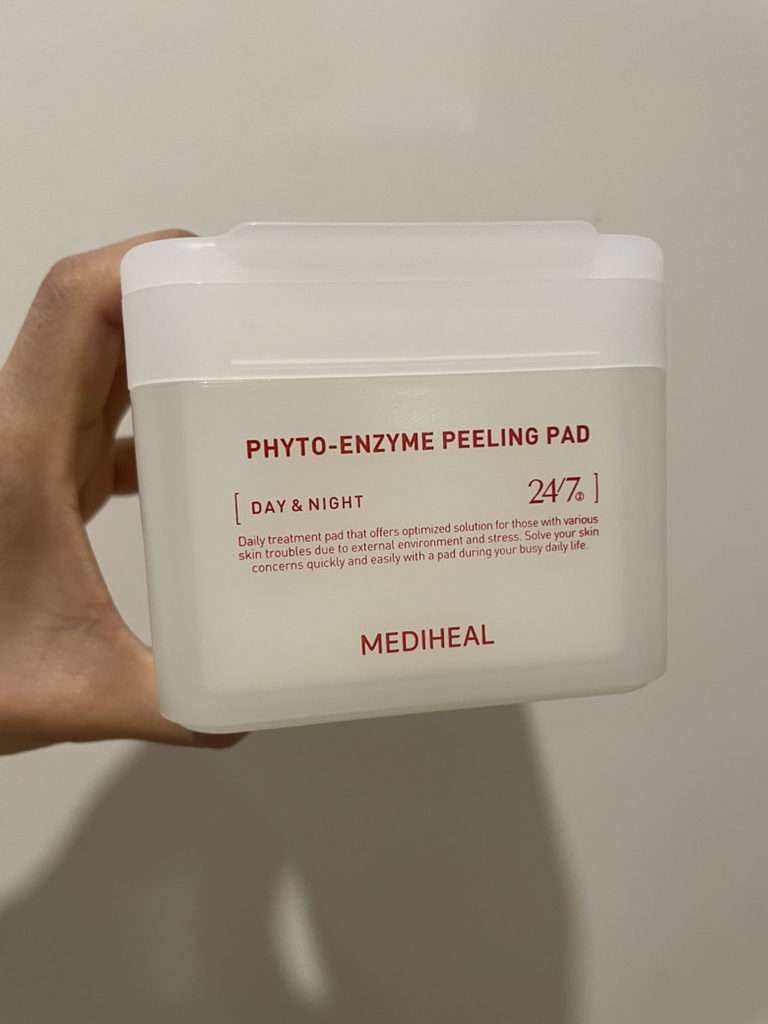 PHYTO-ENZYME PEELING PAD
[ DAY & NIGHT 24/7 ]
Daily treatment pad that offers optimized solution for those with various
skin troubles due to external environment and stress. Solve your skin
concerns quickly and easily with a pad during your busy daily life.
MEDIHEAL